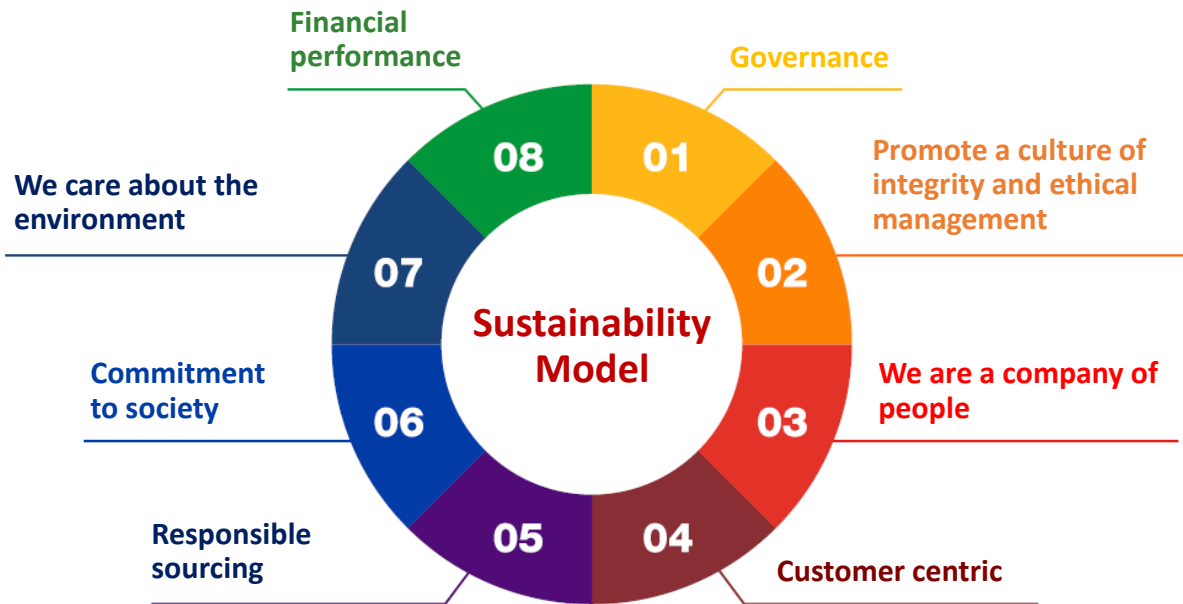 Financial
performance
Governance
08
01
Promote a culture of
integrity and ethical
management
We care about the
environment
07
02
Sustainability
Model
Commitment
to society
We are a company of
people
06
03
Responsible
sourcing
05
04
Customer centric